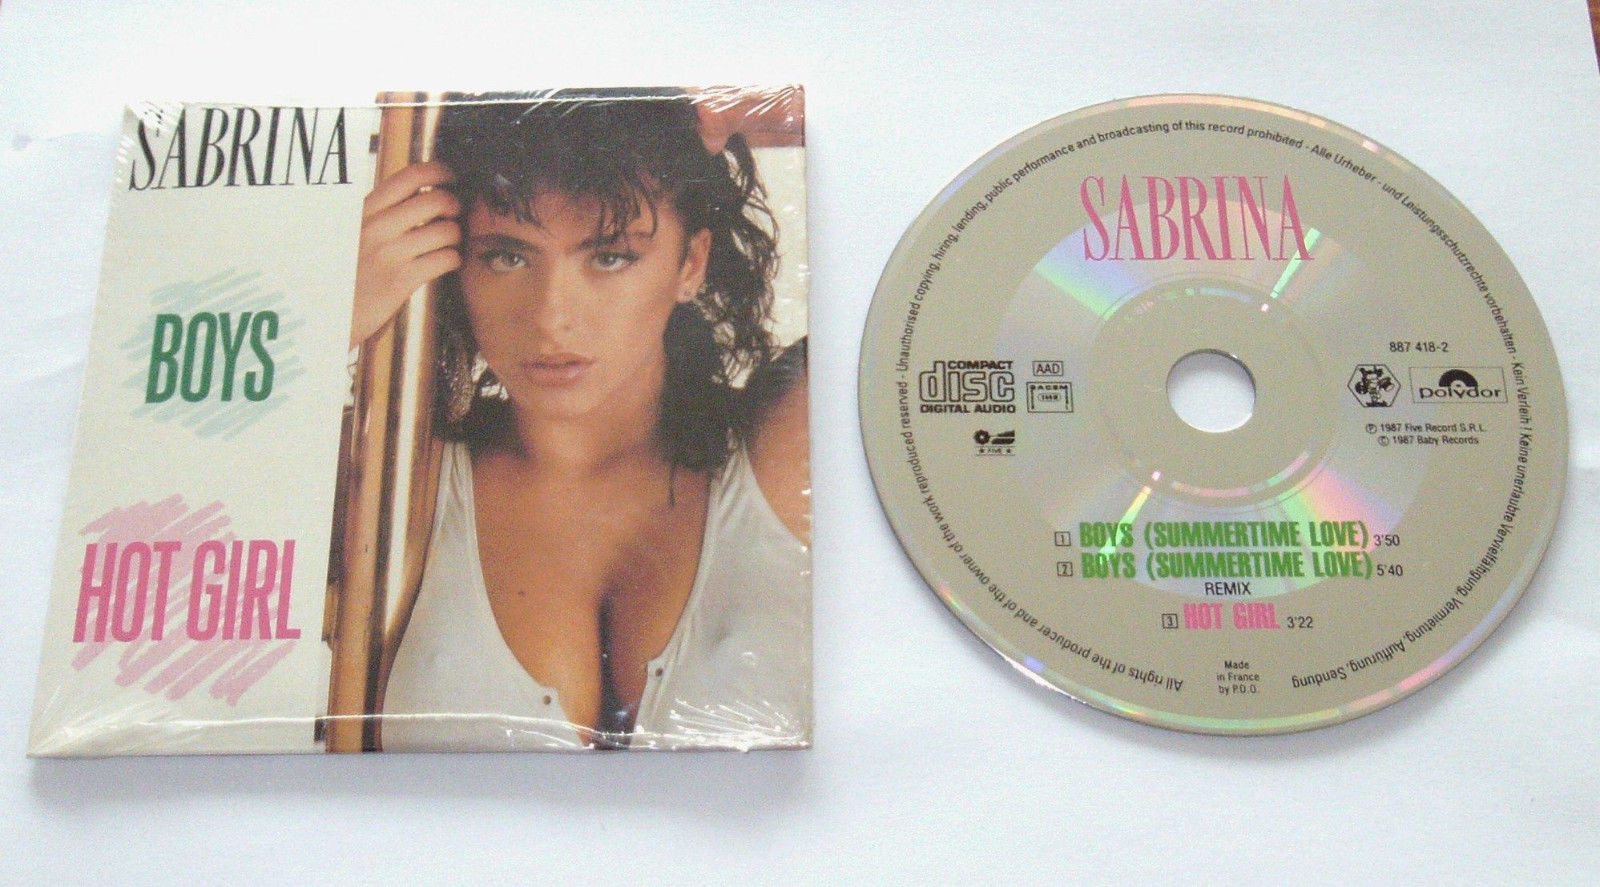 SABRINA
BOYS
HOT GIRL
SABRINA
887 418-2
COMPACT
disc
DIGITAL AUDIO
AAD
SACEM
FIVE
polydor
℗ 1987 Five Record S.R.L.
© 1987 Baby Records
1 BOYS (SUMMERTIME LOVE) 3'50
2 BOYS (SUMMERTIME LOVE) 5'40
REMIX
3 HOT GIRL 3'22
Made
in France
by P.D.O.
All rights of the producer and of the owner of the work reproduced reserved - Unauthorised copying, hiring, lending, public performance and broadcasting of this record prohibited - Alle Urheber - und Leistungsschutzrechte vorbehalten - Kein Verleih! Keine unerlaubte Vervielfältigung, Vermietung, Aufführung, Sendung